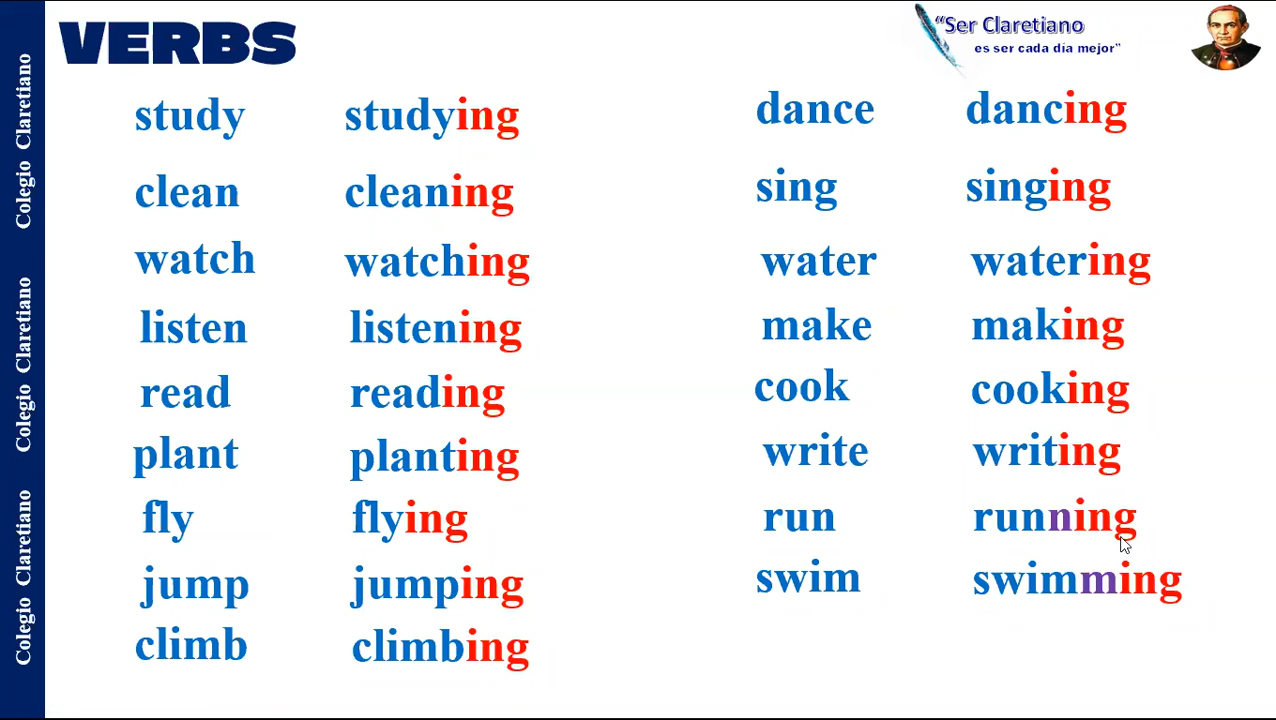 VERBS
"Ser Claretiano
es ser cada día mejor"
Colegio Claretiano
Colegio Claretiano
Colegio Claretiano
study studying
clean cleaning
watch watching
listen listening
read reading
plant planting
fly flying
jump jumping
climb climbing
dance dancing
sing singing
water watering
make making
cook cooking
write writing
run running
swim swimming